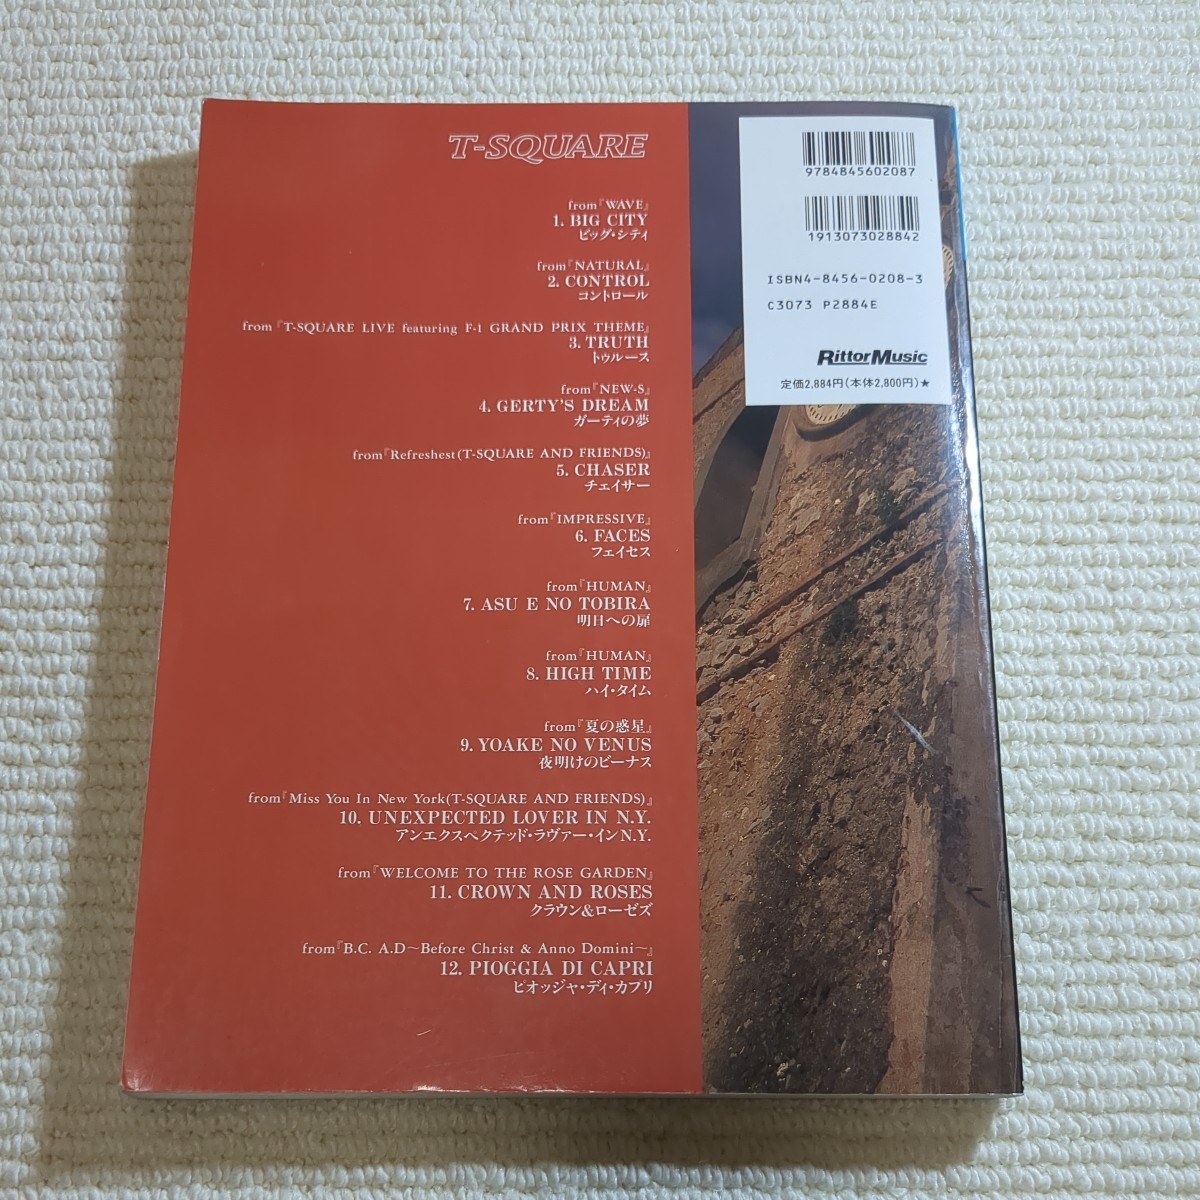 T-SQUARE
from『WAVE』
1. BIG CITY
ビッグ・シティ
from『NATURAL』
2. CONTROL
コントロール
from『T-SQUARE LIVE featuring F-1 GRAND PRIX THEME』
3. TRUTH
トゥルース
from『NEW-S』
4. GERTY'S DREAM
ガーティの夢
from『Refreshest(T-SQUARE AND FRIENDS)』
5. CHASER
チェイサー
from『IMPRESSIVE』
6. FACES
フェイセス
from『HUMAN』
7. ASU E NO TOBIRA
明日への扉
from『HUMAN』
8. HIGH TIME
ハイ・タイム
from『夏の惑星』
9. YOAKE NO VENUS
夜明けのビーナス
from『Miss You In New York(T-SQUARE AND FRIENDS)』
10. UNEXPECTED LOVER IN N.Y.
アンエクスペクテッド・ラヴァー・イン N.Y.
from『WELCOME TO THE ROSE GARDEN』
11. CROWN AND ROSES
クラウン&ローゼズ
from『B.C. A.D〜Before Christ & Anno Domini〜』
12. PIOGGIA DI CAPRI
ピオッジャ・ディ・カプリ
9784845602087
1913073028842
ISBN4-8456-0208-3
C3073 P2884E
Rittor Music
定価2,884円(本体2,800円)★